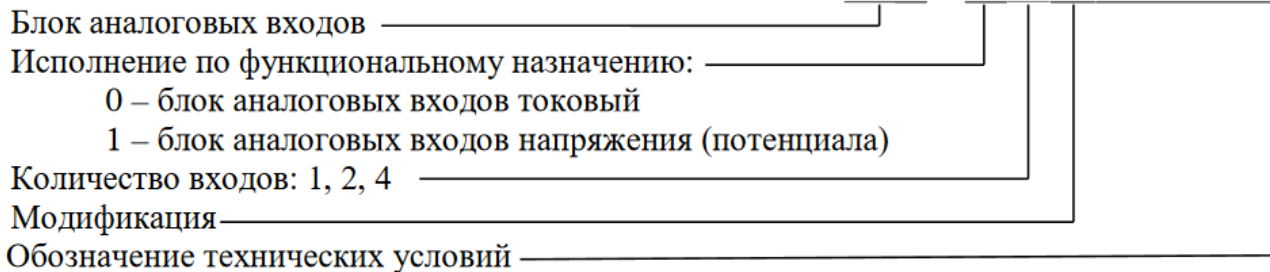 Блок аналоговых входов
Исполнение по функциональному назначению:
0 – блок аналоговых входов токовый
1 – блок аналоговых входов напряжения (потенциала)
Количество входов: 1, 2, 4
Модификация
Обозначение технических условий